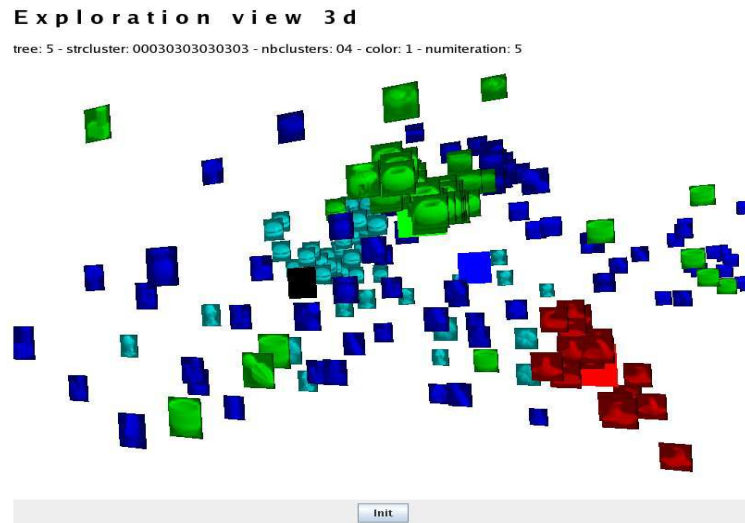 Exploration view 3d
tree: 5 - strcluster: 00030303030303 - nbclusters: 04 - color: 1 - numiteration: 5
Init